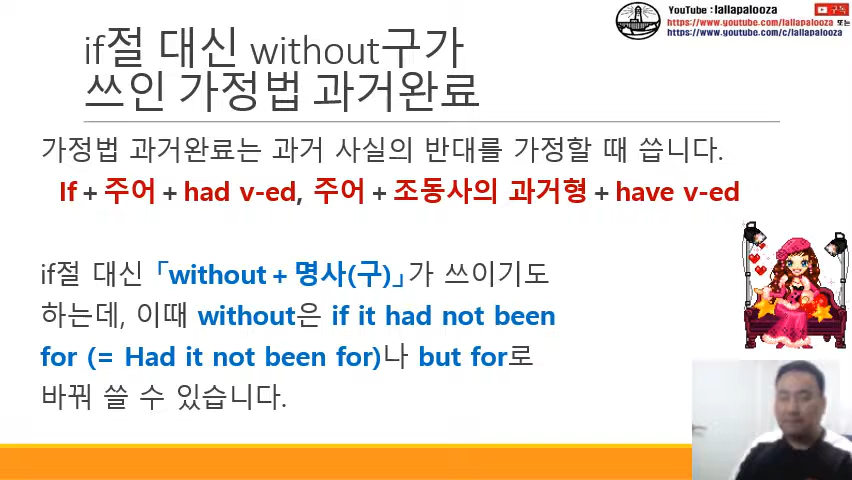 YouTube : lallapalooza 구독
https://www.youtube.com/lallapalooza 또는
https://www.youtube.com/c/lallapalooza
if절 대신 without구가
쓰인 가정법 과거완료
가정법 과거완료는 과거 사실의 반대를 가정할 때 씁니다.
If + 주어 + had v-ed, 주어 + 조동사의 과거형 + have v-ed
if절 대신 「without + 명사(구)」가 쓰이기도
하는데, 이때 without은 if it had not been
for (= Had it not been for)나 but for로
바꿔 쓸 수 있습니다.